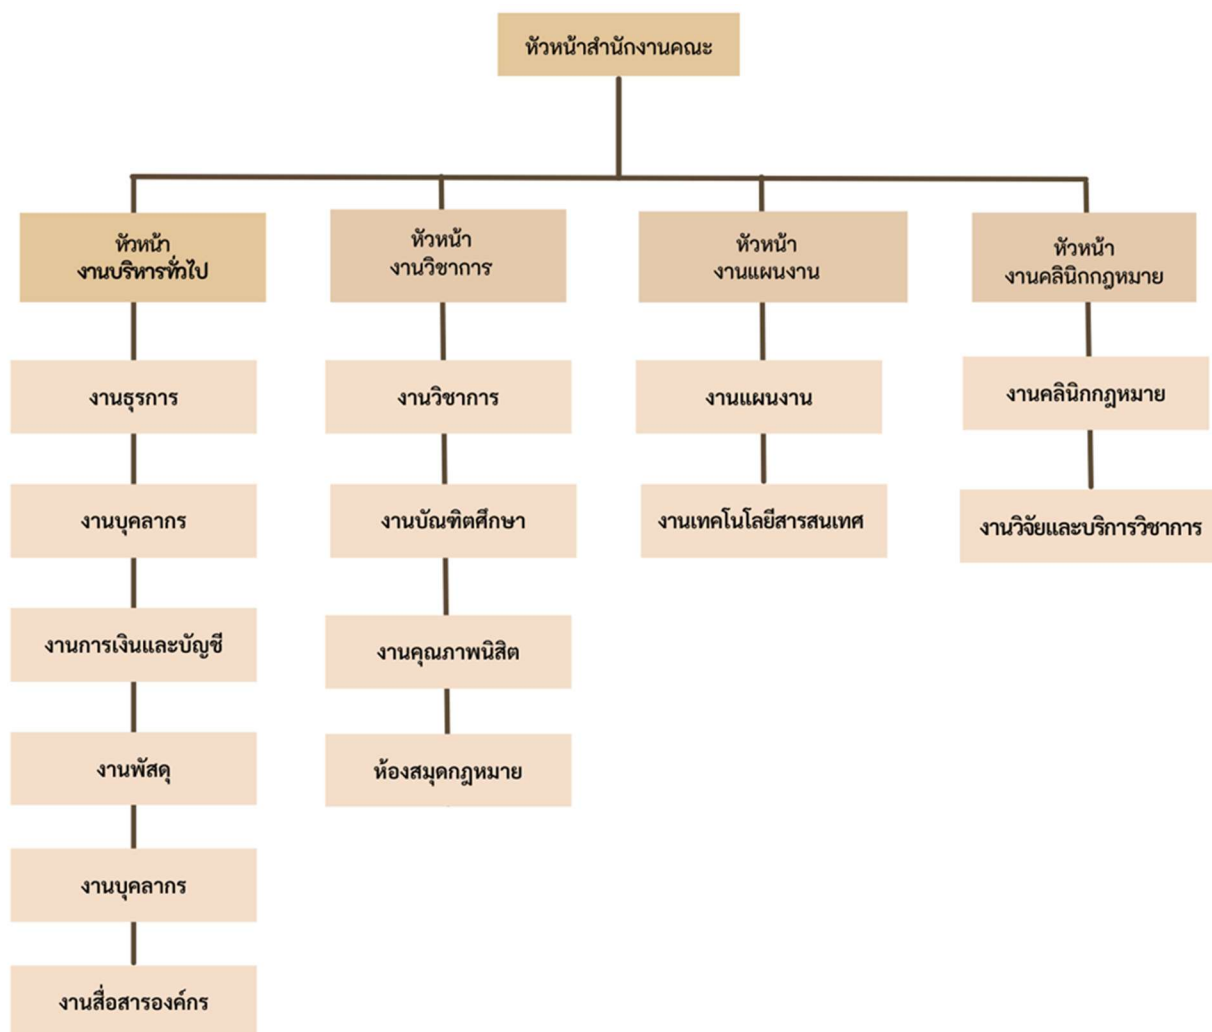 หัวหน้าสำนักงานคณะ
หัวหน้า
งานบริหารทั่วไป
หัวหน้า
งานวิชาการ
หัวหน้า
งานแผนงาน
หัวหน้า
งานคลินิกกฎหมาย
งานธุรการ
งานวิชาการ
งานแผนงาน
งานคลินิกกฎหมาย
งานบุคลากร
งานบัณฑิตศึกษา
งานเทคโนโลยีสารสนเทศ
งานวิจัยและบริการวิชาการ
งานการเงินและบัญชี
งานคุณภาพนิสิต
งานพัสดุ
ห้องสมุดกฎหมาย
งานบุคลากร
งานสื่อสารองค์กร